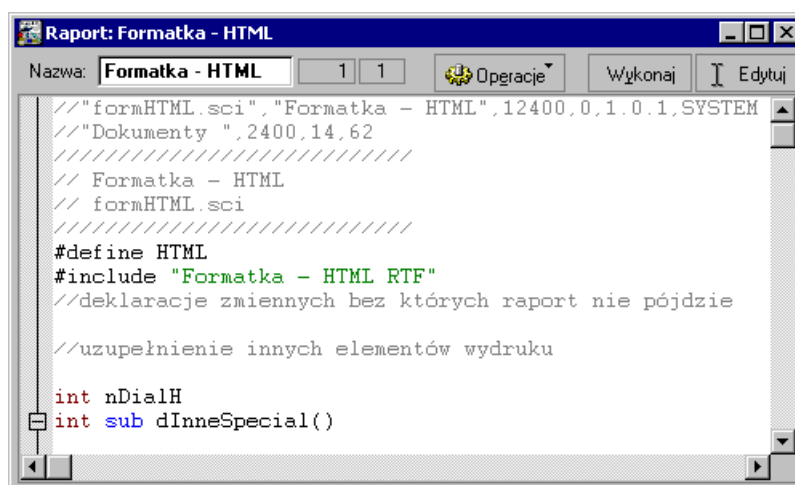 Raport: Formatka - HTML
Nazwa: Formatka - HTML 1 1 Operacje Wykonaj Edytuj
//"formHTML.sci","Formatka - HTML",12400,0,1.0.1,SYSTEM
//"Dokumenty ",2400,14,62
////////////////////////////
// Formatka - HTML
// formHTML.sci
////////////////////////////
#define HTML
#include "Formatka - HTML RTF"
//deklaracje zmiennych bez których raport nie pójdzie
//uzupełnienie innych elementów wydruku
int nDialH
int sub dInneSpecial()